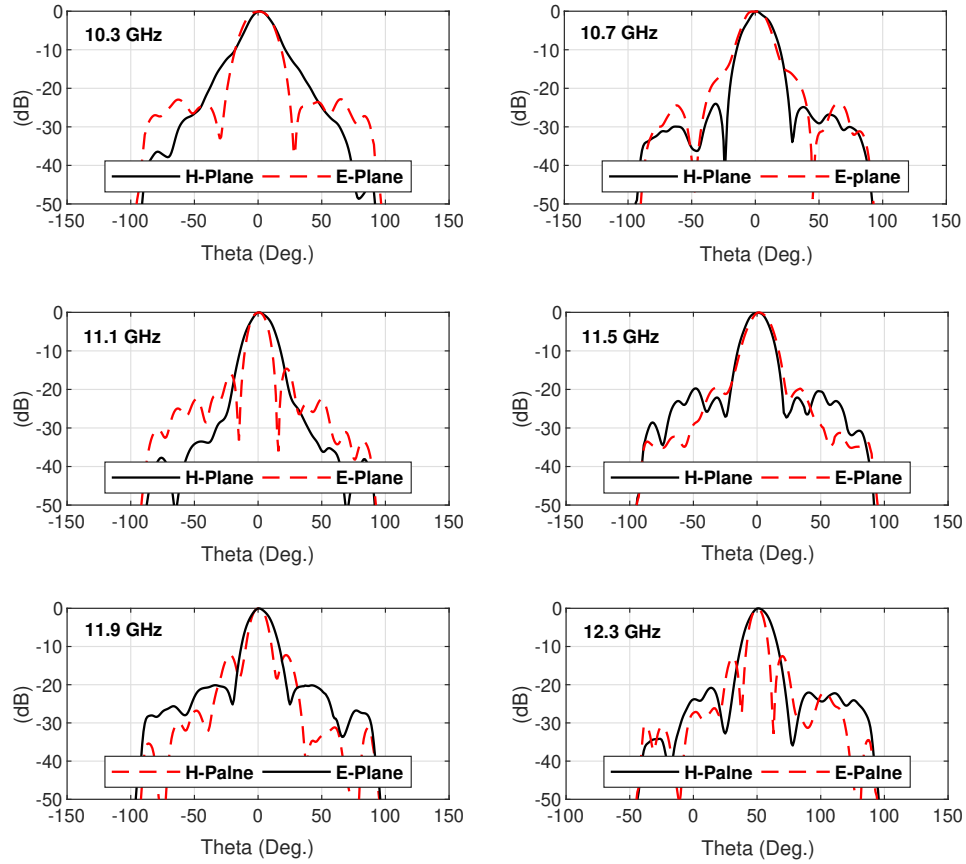 10.3 GHz
0
-10
-20
-30
-40
-50
(dB)
H-Plane E-Plane
-150 -100 -50 0 50 100 150
Theta (Deg.)
10.7 GHz
0
-10
-20
-30
-40
-50
(dB)
H-Plane E-plane
-150 -100 -50 0 50 100 150
Theta (Deg.)
11.1 GHz
0
-10
-20
-30
-40
-50
(dB)
H-Plane E-Plane
-150 -100 -50 0 50 100 150
Theta (Deg.)
11.5 GHz
0
-10
-20
-30
-40
-50
(dB)
H-Plane E-Plane
-150 -100 -50 0 50 100 150
Theta (Deg.)
11.9 GHz
0
-10
-20
-30
-40
-50
(dB)
H-Palne E-Plane
-150 -100 -50 0 50 100 150
Theta (Deg.)
12.3 GHz
0
-10
-20
-30
-40
-50
(dB)
H-Palne E-Palne
-100 -50 0 50 100 150
Theta (Deg.)